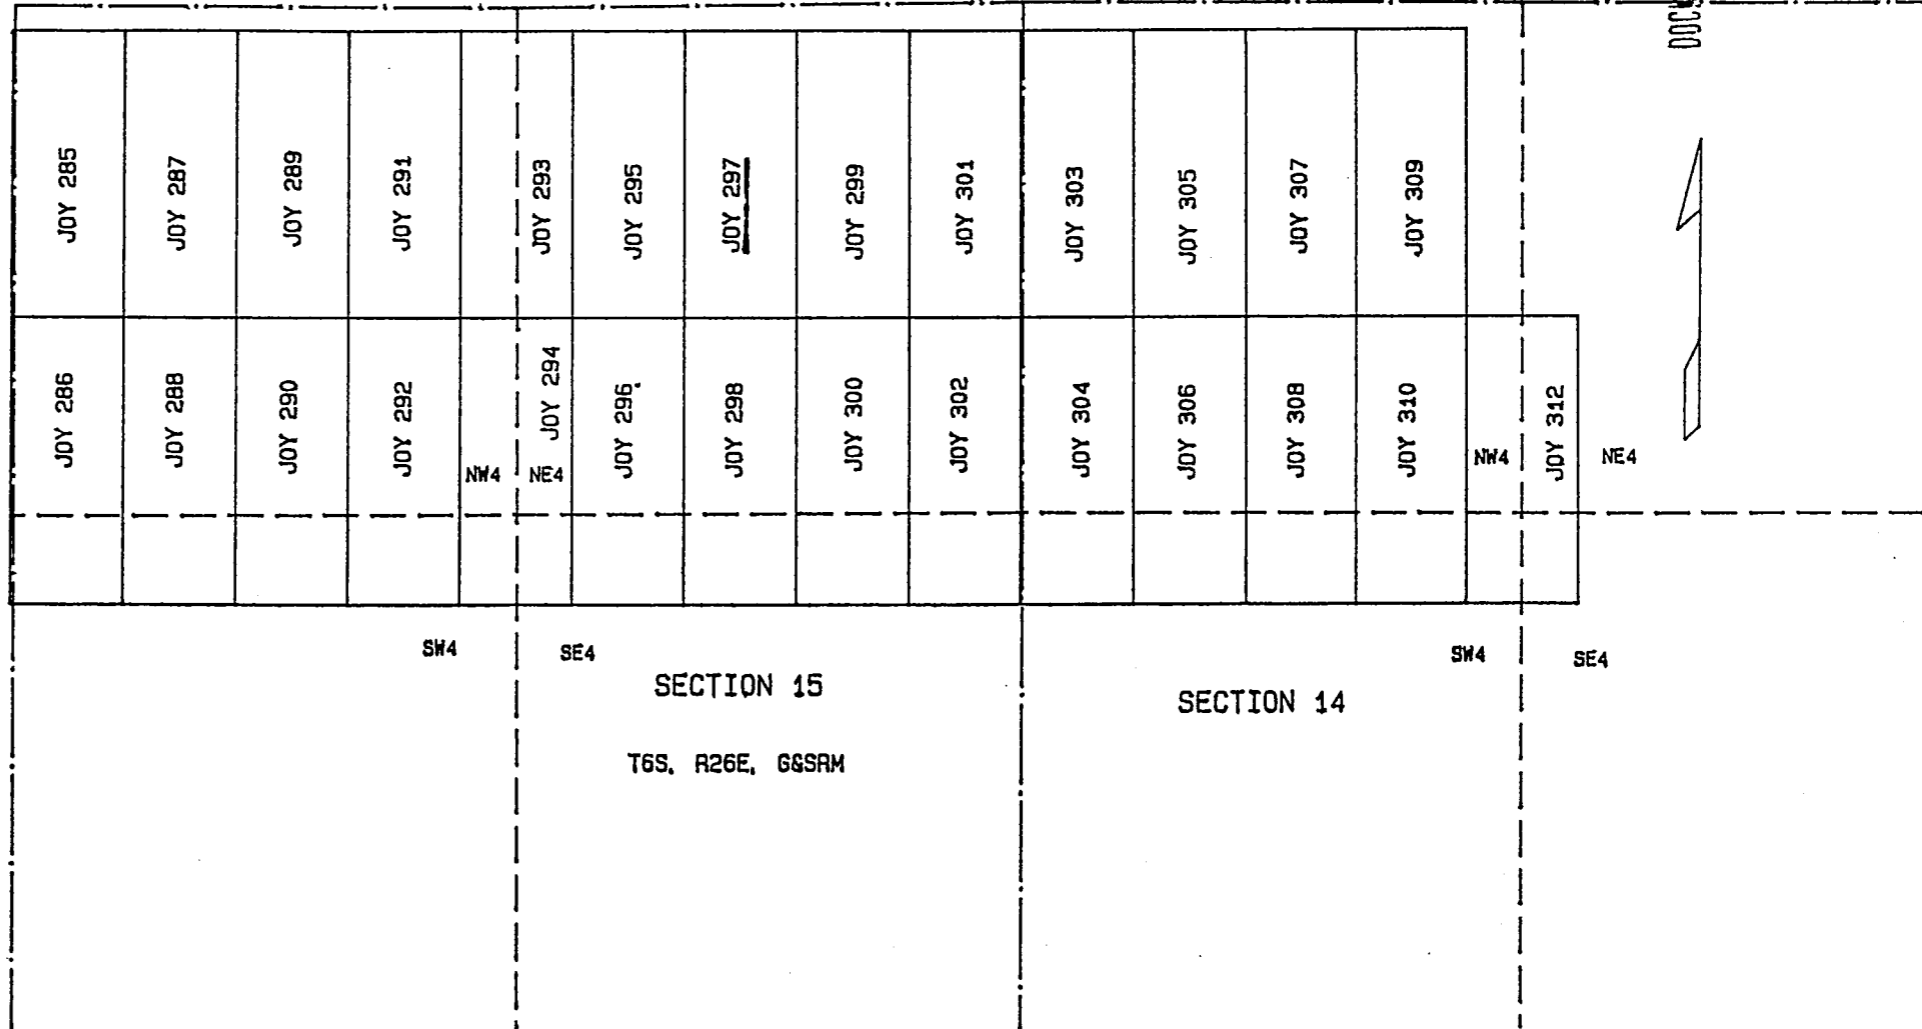 JOY 285
JOY 287
JOY 289
JOY 291
JOY 293
JOY 295
JOY 297
JOY 299
JOY 301
JOY 303
JOY 305
JOY 307
JOY 309
JOY 286
JOY 288
JOY 290
JOY 292
JOY 294
JOY 296
JOY 298
JOY 300
JOY 302
JOY 304
JOY 306
JOY 308
JOY 310
JOY 312
NW4
NE4
NW4
NE4
SW4
SE4
SW4
SE4
SECTION 15
SECTION 14
T6S, R26E, G&SRM